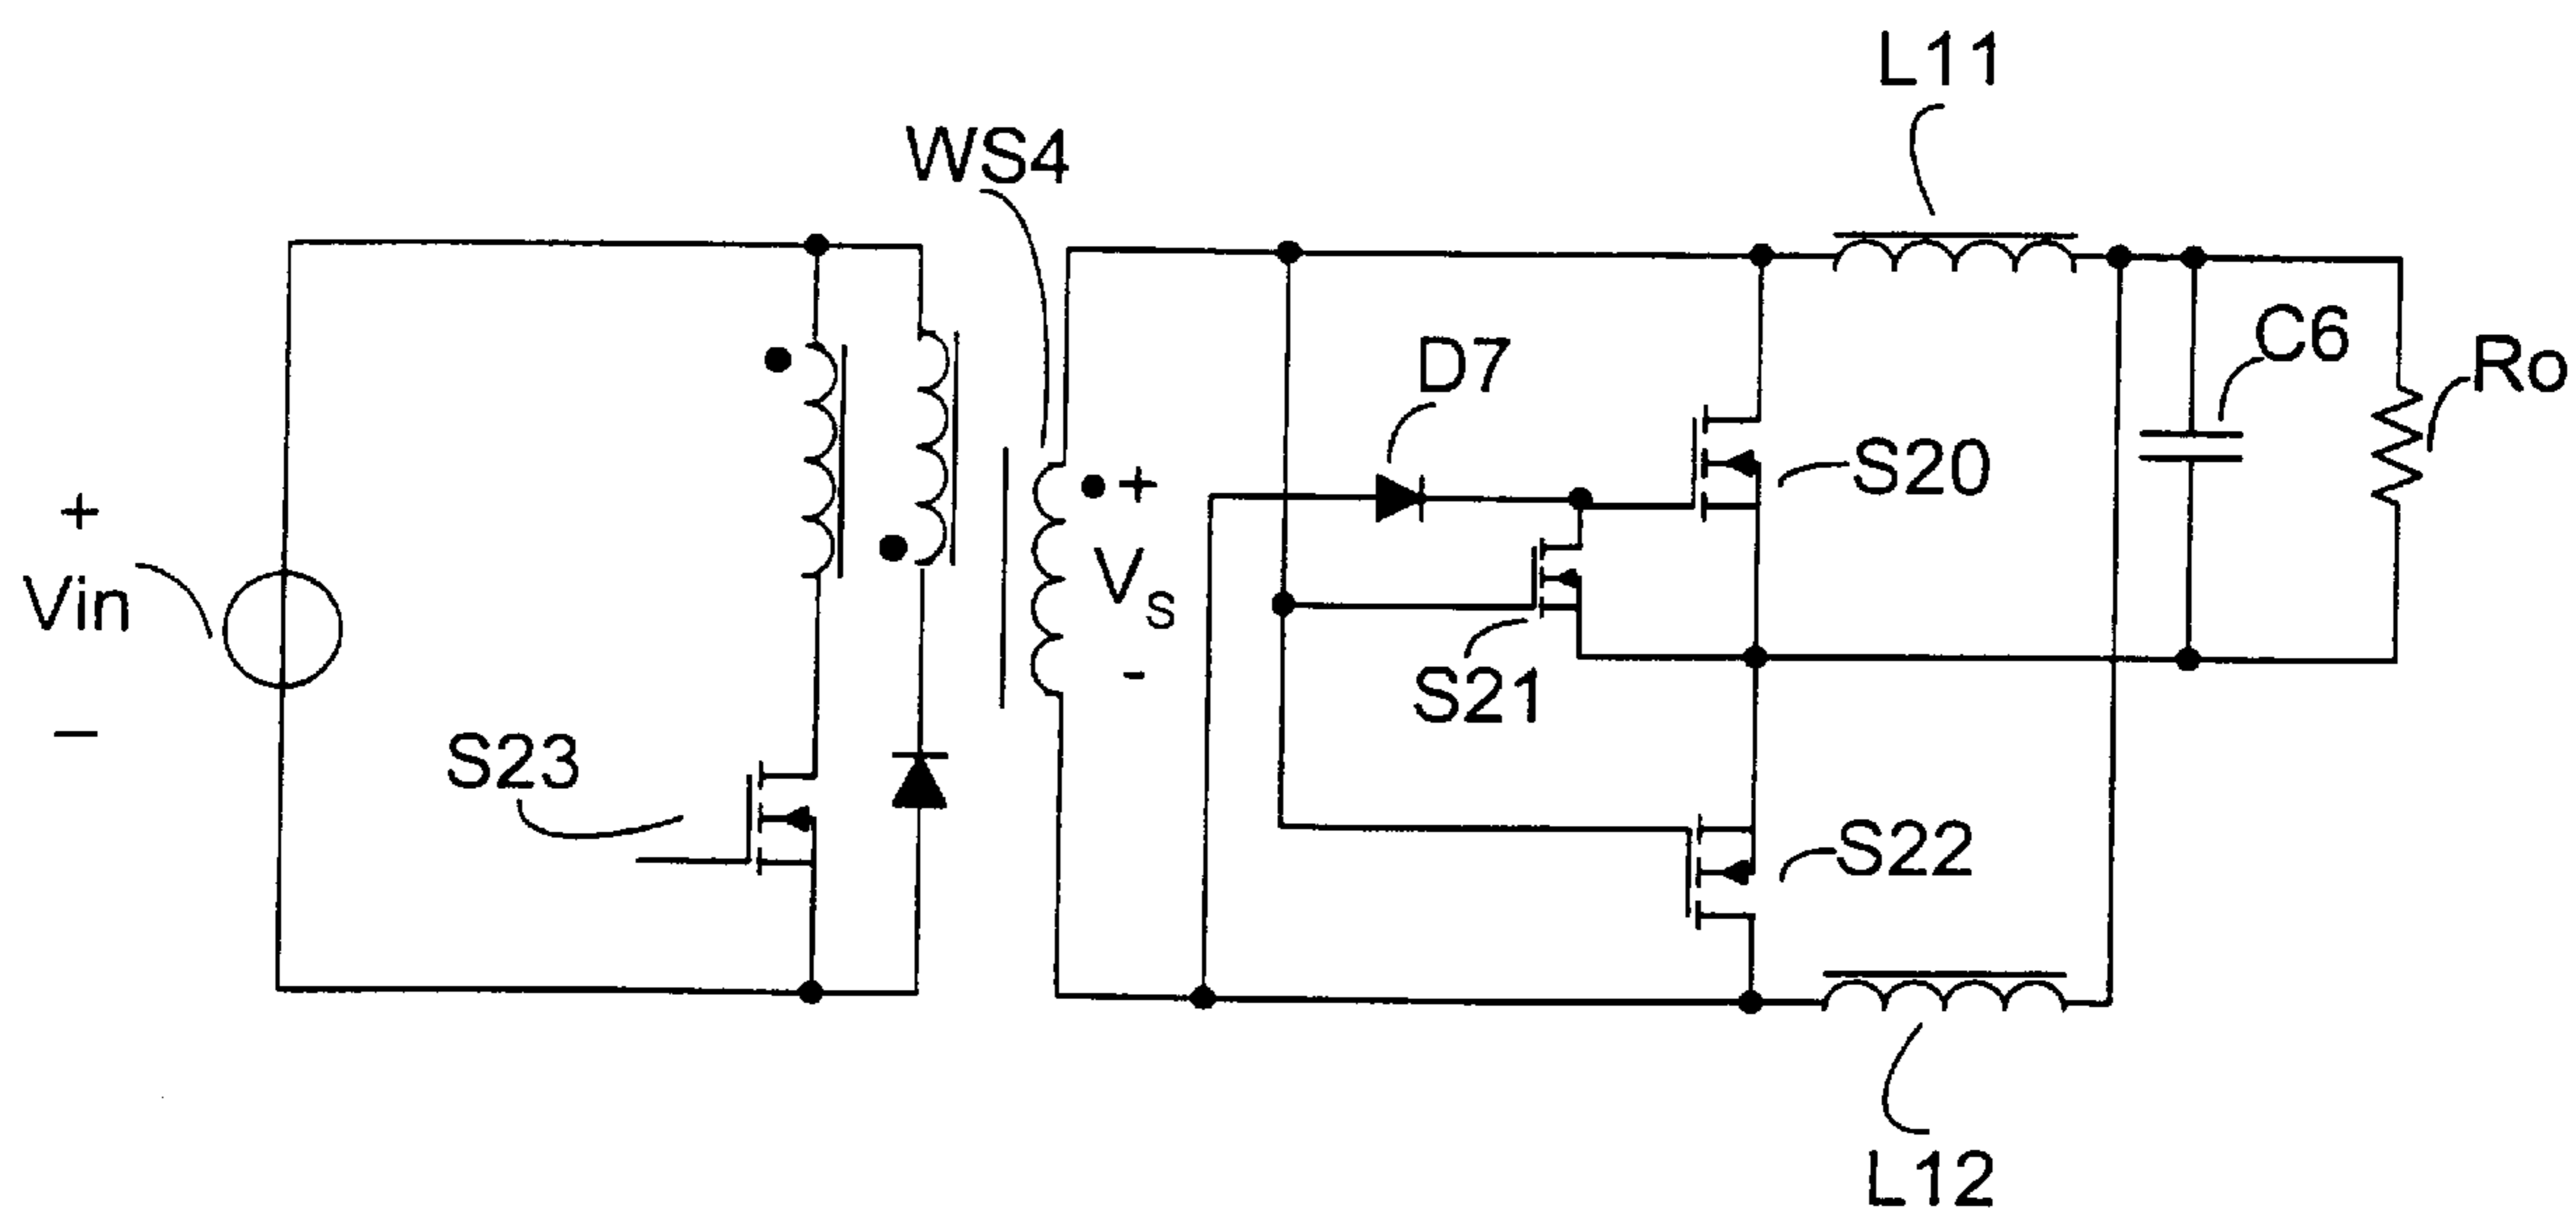 L11
WS4
D7
C6
Ro
+
S20
+
Vin
VS
S21
-
S23
–
S22
L12